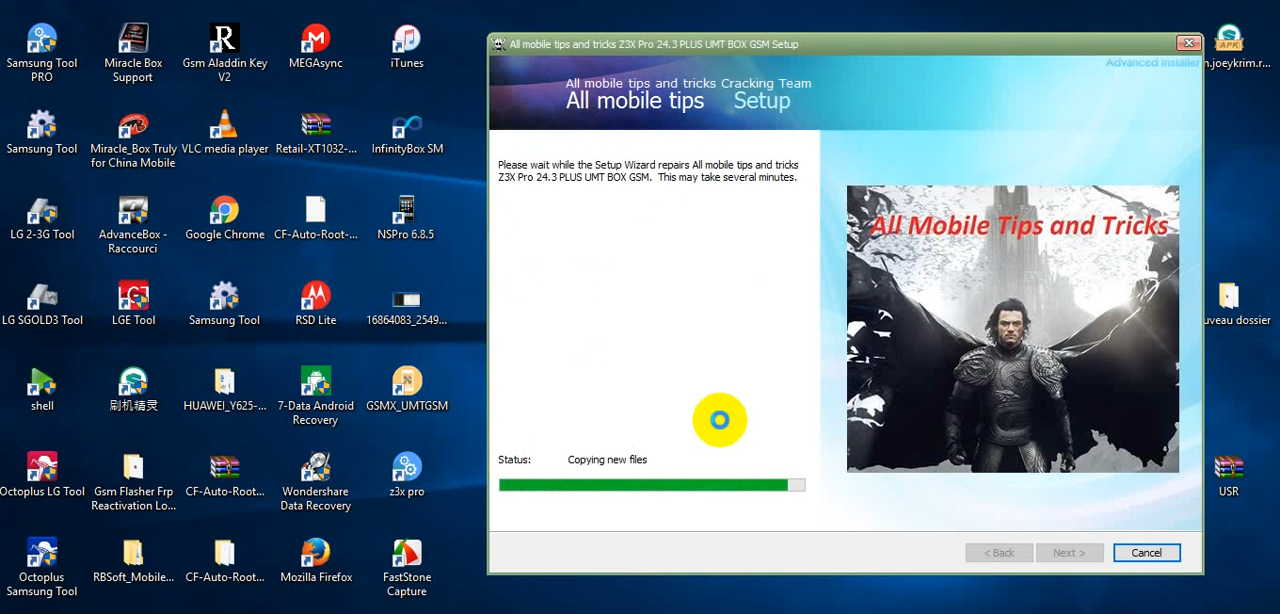 Samsung Tool
PRO
Miracle Box
Support
R
Gsm Aladdin Key
V2
MEGAsync
iTunes
Samsung Tool
Miracle_Box Truly
for China Mobile
VLC media player
Retail-XT1032-...
InfinityBox SM
LG 2-3G Tool
AdvanceBox -
Raccourci
Google Chrome
CF-Auto-Root-...
NSPro 6.8.5
LG SGOLD3 Tool
LGE Tool
Samsung Tool
RSD Lite
16864083_2549...
shell
刷机精灵
HUAWEI_Y625-...
7-Data Android
Recovery
GSMX_UMTGSM
Octoplus LG Tool
Gsm Flasher Frp
Reactivation Lo...
CF-Auto-Root...
Wondershare
Data Recovery
z3x pro
Octoplus
Samsung Tool
RBSoft_Mobile...
CF-Auto-Root...
Mozilla Firefox
FastStone
Capture
All mobile tips and tricks Z3X Pro 24.3 PLUS UMT BOX GSM Setup
Advanced Installer
All mobile tips and tricks Cracking Team
All mobile tips Setup
Please wait while the Setup Wizard repairs All mobile tips and tricks
Z3X Pro 24.3 PLUS UMT BOX GSM. This may take several minutes.
All Mobile Tips and Tricks
Status: Copying new files
< Back
Next >
Cancel
APK
n.joeykrim.r...
uveau dossier
USR